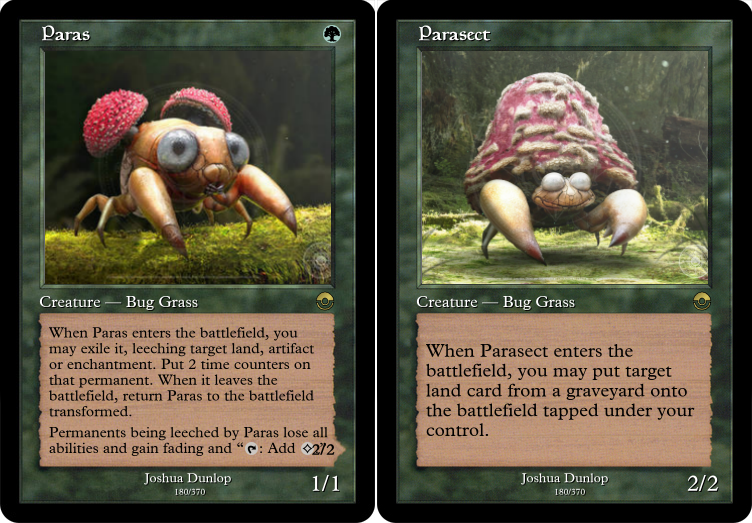 Paras
Creature — Bug Grass
When Paras enters the battlefield, you
may exile it, leeching target land, artifact
or enchantment. Put 2 time counters on
that permanent. When it leaves the
battlefield, return Paras to the battlefield
transformed.
Permanents being leeched by Paras lose all
abilities and gain fading and “: Add
2/2
Joshua Dunlop
180/370
1/1
Parasect
Creature — Bug Grass
When Parasect enters the
battlefield, you may put target
land card from a graveyard onto
the battlefield tapped under your
control.
Joshua Dunlop
180/370
2/2